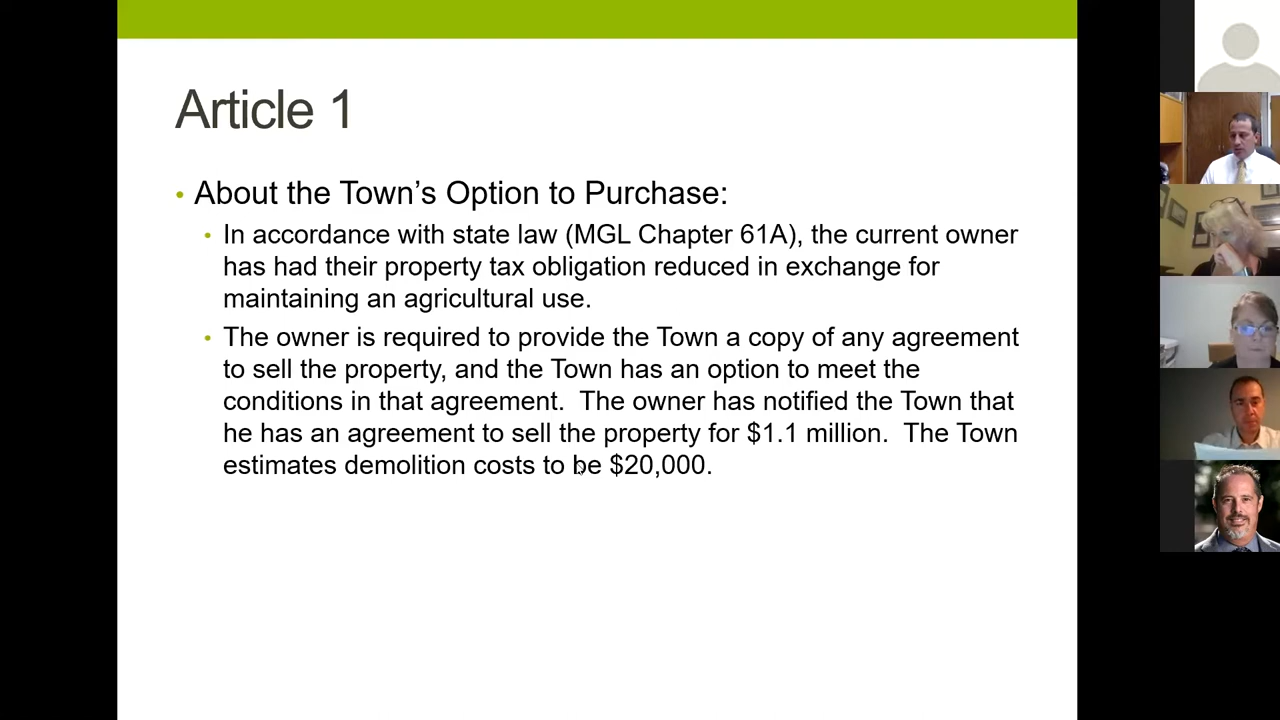 Article 1
• About the Town’s Option to Purchase:
• In accordance with state law (MGL Chapter 61A), the current owner
has had their property tax obligation reduced in exchange for
maintaining an agricultural use.
• The owner is required to provide the Town a copy of any agreement
to sell the property, and the Town has an option to meet the
conditions in that agreement.  The owner has notified the Town that
he has an agreement to sell the property for $1.1 million.  The Town
estimates demolition costs to be $20,000.